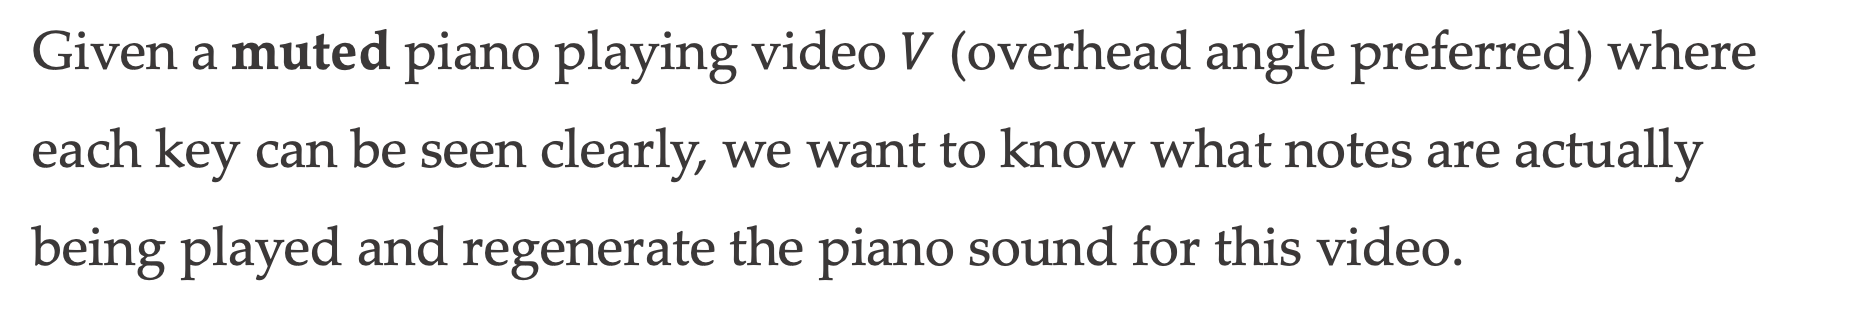 Given a muted piano playing video V (overhead angle preferred) where
each key can be seen clearly, we want to know what notes are actually
being played and regenerate the piano sound for this video.